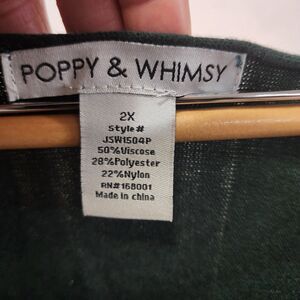 POPPY & WHIMSY
2X
Style#
JSW1504P
50%Viscose
28%Polyester
22%Nylon
RN#168001
Made in china